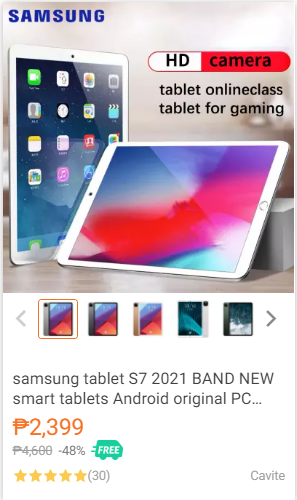 SAMSUNG
HD camera
tablet onlineclass
tablet for gaming
samsung tablet S7 2021 BAND NEW
smart tablets Android original PC...
₱2,399
₱4,600 -48% FREE
(30) Cavite